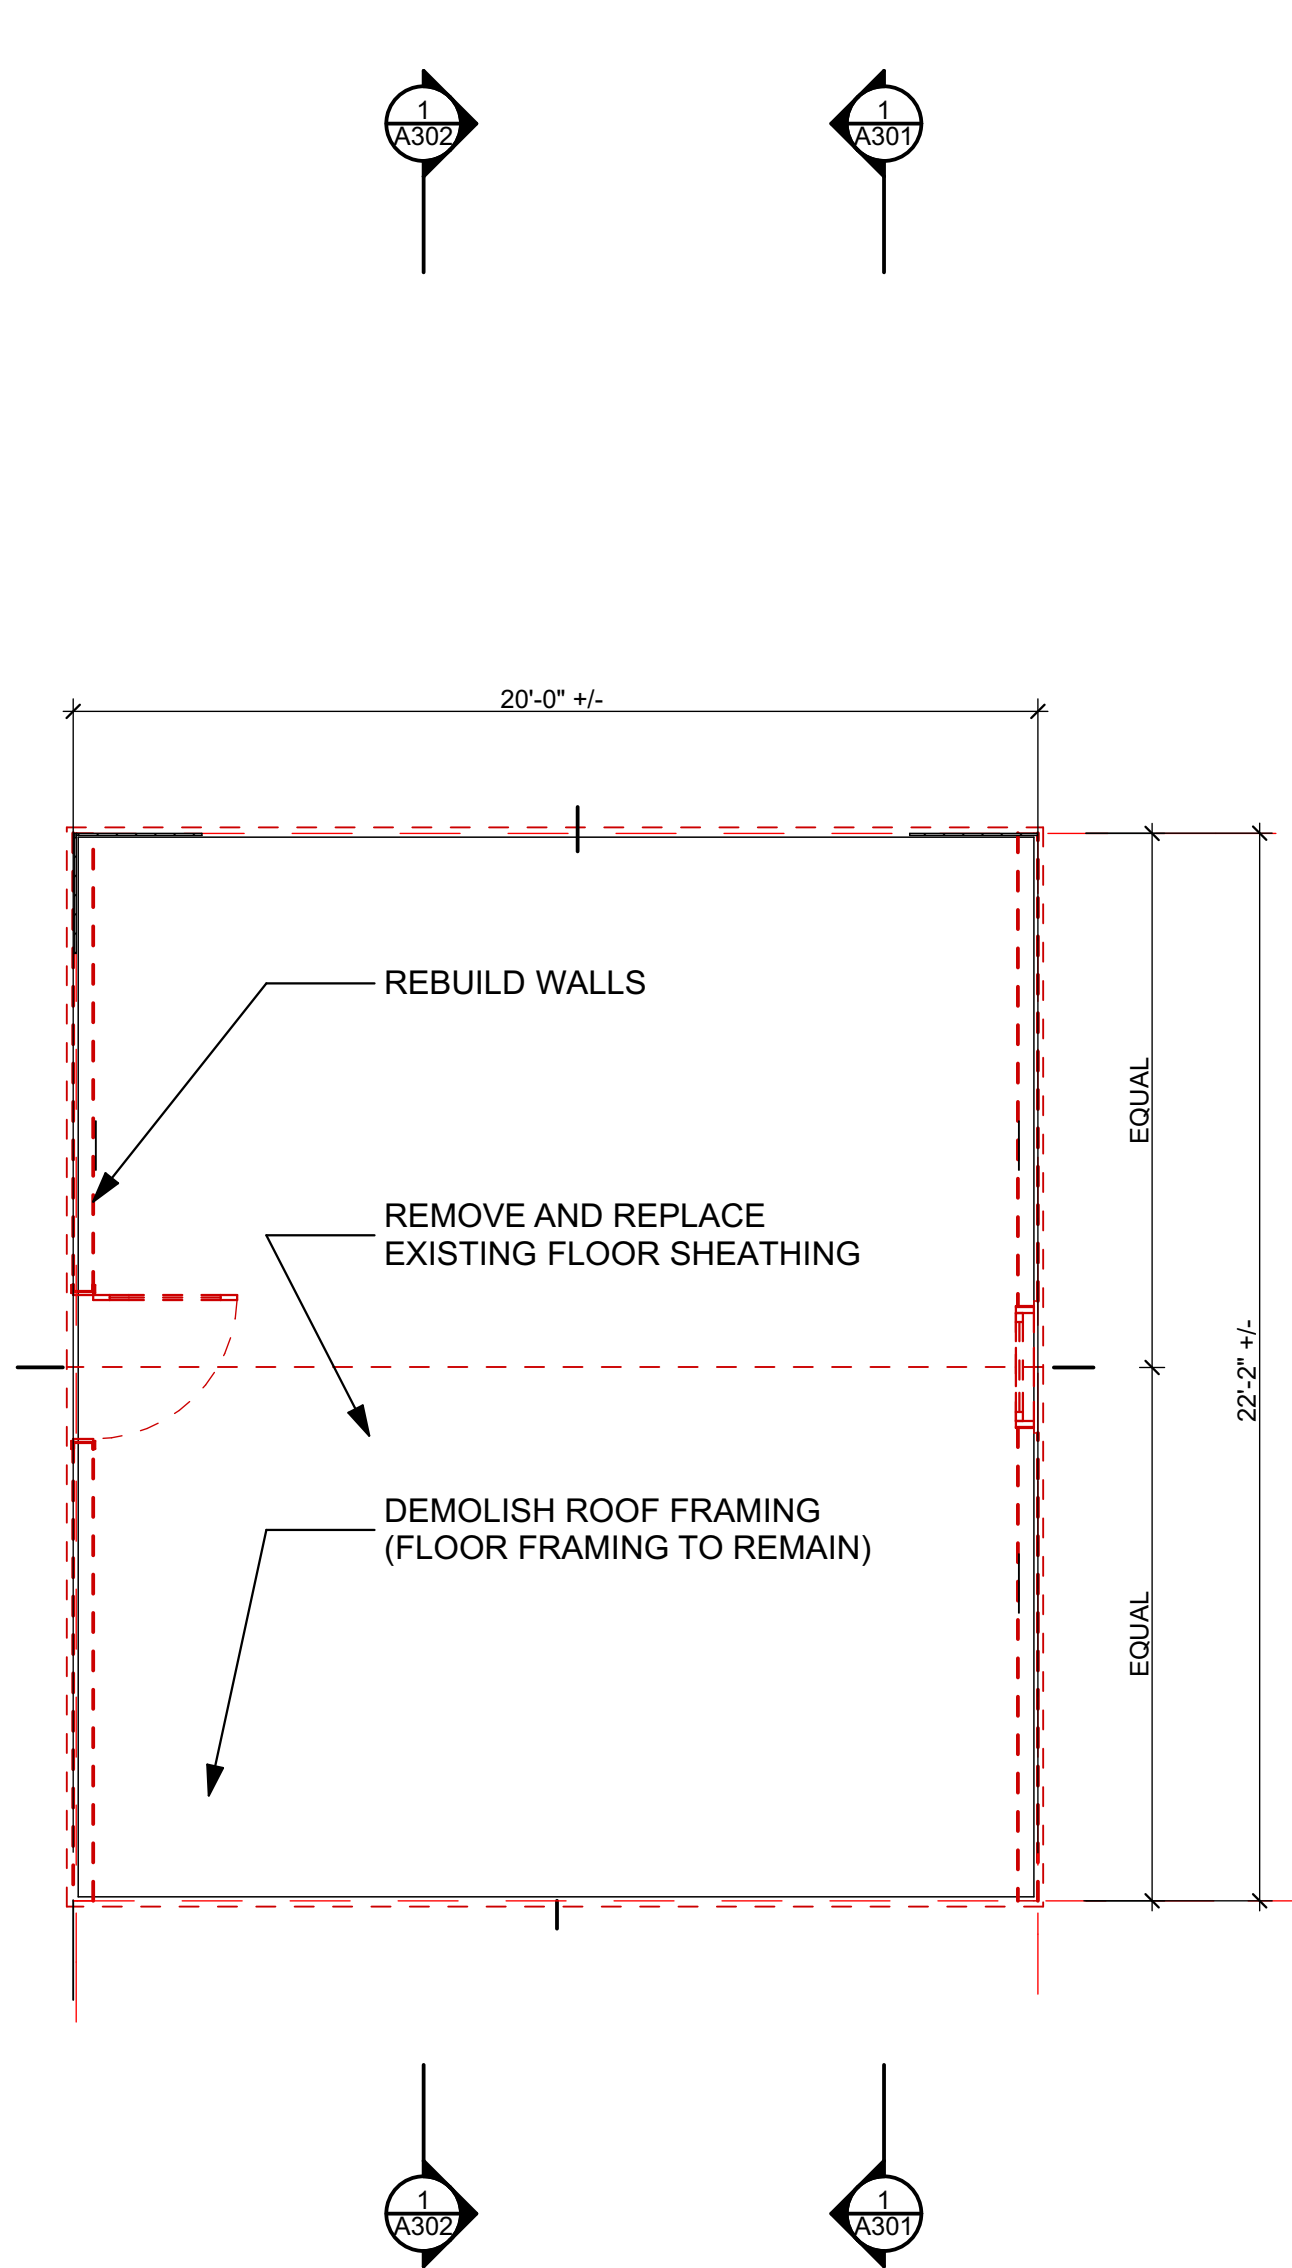 1
A302
1
A301
20'-0" +/-
REBUILD WALLS
EQUAL
REMOVE AND REPLACE
EXISTING FLOOR SHEATHING
22'-2" +/-
DEMOLISH ROOF FRAMING
(FLOOR FRAMING TO REMAIN)
EQUAL
1
A302
1
A301